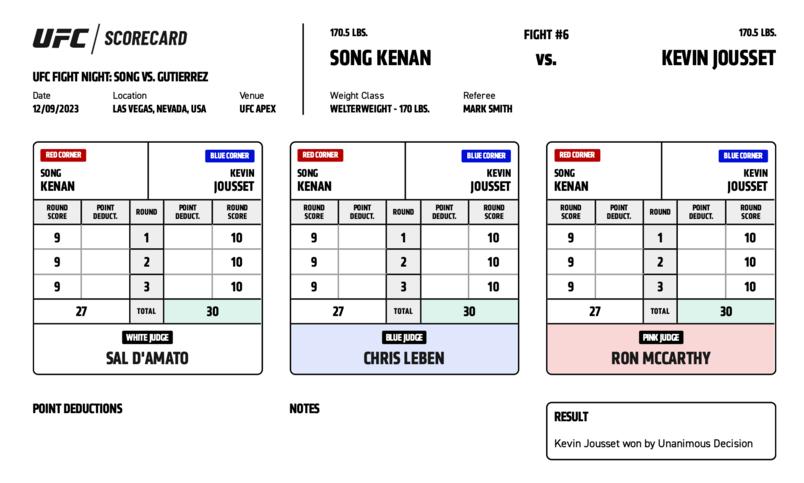 UFC / SCORECARD
UFC FIGHT NIGHT: SONG VS. GUTIERREZ
Date Location Venue
12/09/2023 LAS VEGAS, NEVADA, USA UFC APEX
170.5 LBS. FIGHT #6 170.5 LBS.
SONG KENAN VS. KEVIN JOUSSET
Weight Class Referee
WELTERWEIGHT - 170 LBS. MARK SMITH
RED CORNER BLUE CORNER
SONG KEVIN
KENAN JOUSSET
ROUND POINT ROUND POINT ROUND
SCORE DEDUCT. DEDUCT. SCORE
9 1 10
9 2 10
9 3 10
27 TOTAL 30
WHITE JUDGE
SAL D'AMATO
RED CORNER BLUE CORNER
SONG KEVIN
KENAN JOUSSET
ROUND POINT ROUND POINT ROUND
SCORE DEDUCT. DEDUCT. SCORE
9 1 10
9 2 10
9 3 10
27 TOTAL 30
BLUE JUDGE
CHRIS LEBEN
RED CORNER BLUE CORNER
SONG KEVIN
KENAN JOUSSET
ROUND POINT ROUND POINT ROUND
SCORE DEDUCT. DEDUCT. SCORE
9 1 10
9 2 10
9 3 10
27 TOTAL 30
PINK JUDGE
RON MCCARTHY
POINT DEDUCTIONS
NOTES
RESULT
Kevin Jousset won by Unanimous Decision